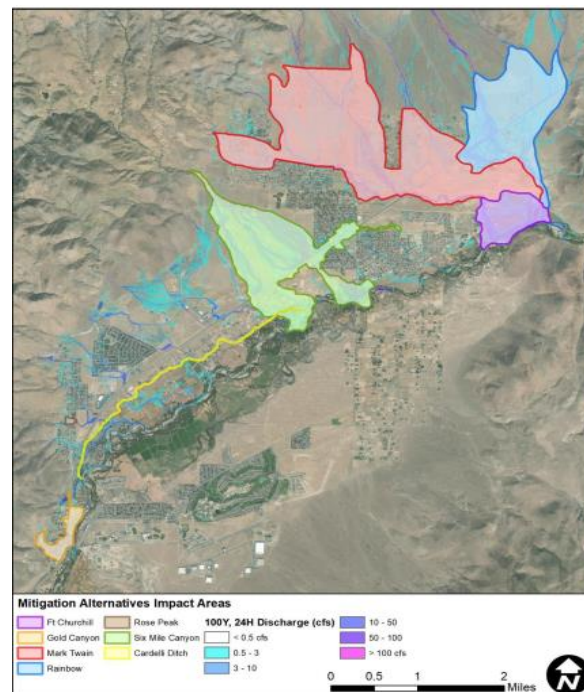 Mitigation Alternatives Impact Areas
Ft Churchill
Gold Canyon
Mark Twain
Rainbow
Rose Peak
Six Mile Canyon
Cardelli Ditch
100Y, 24H Discharge (cfs)
< 0.5 cfs
0.5 - 3
3 - 10
10 - 50
50 - 100
> 100 cfs
0 0.5 1 2
Miles
N